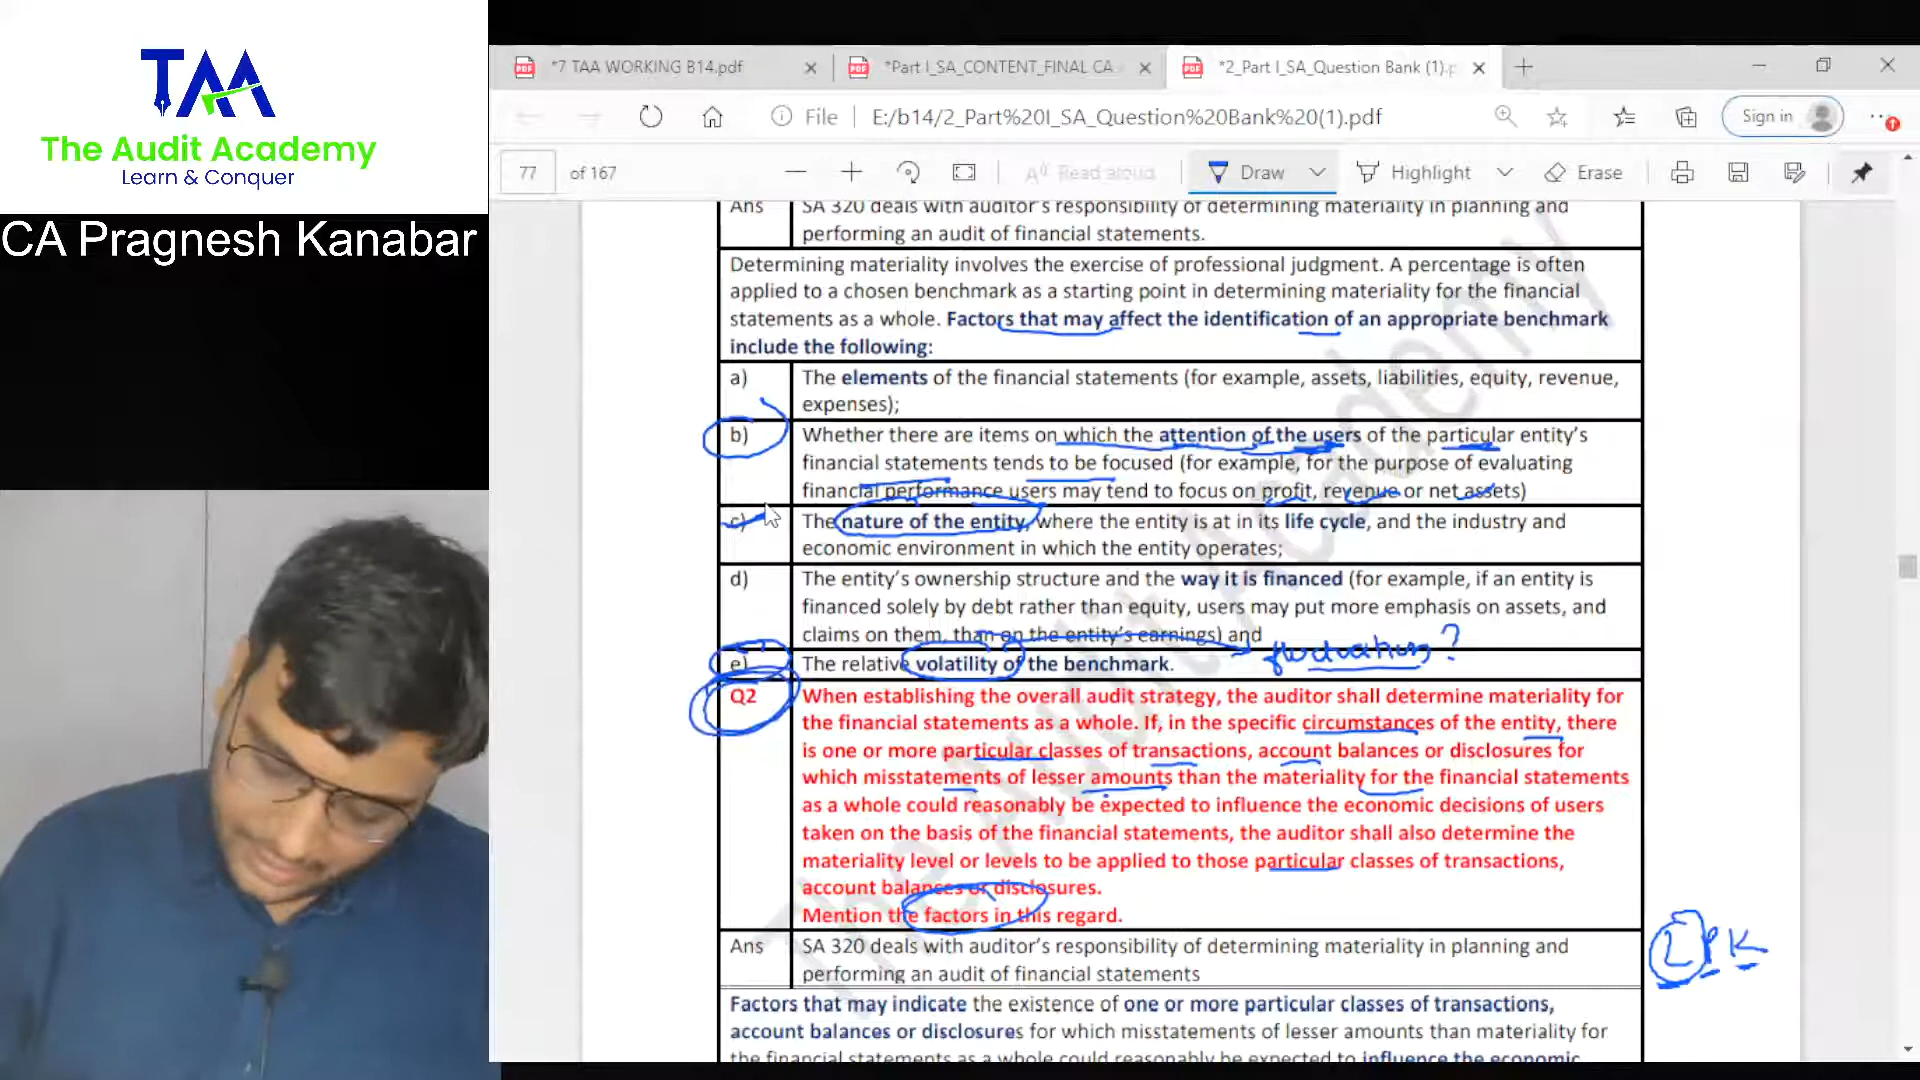 TAA
The Audit Academy
Learn & Conquer
CA Pragnesh Kanabar
*7 TAA WORKING B14.pdf
*Part I_SA_CONTENT_FINAL CA
*2_Part I_SA_Question Bank (1).p
File
E:/b14/2_Part%20I_SA_Question%20Bank%20(1).pdf
Sign in
77 of 167
Read aloud
Draw
Highlight
Erase
Ans SA 320 deals with auditor's responsibility of determining materiality in planning and
performing an audit of financial statements.
Determining materiality involves the exercise of professional judgment. A percentage is often
applied to a chosen benchmark as a starting point in determining materiality for the financial
statements as a whole. Factors that may affect the identification of an appropriate benchmark
include the following:
a) The elements of the financial statements (for example, assets, liabilities, equity, revenue,
expenses);
b) Whether there are items on which the attention of the users of the particular entity's
financial statements tends to be focused (for example, for the purpose of evaluating
financial performance users may tend to focus on profit, revenue or net assets)
c) The nature of the entity, where the entity is at in its life cycle, and the industry and
economic environment in which the entity operates;
d) The entity's ownership structure and the way it is financed (for example, if an entity is
financed solely by debt rather than equity, users may put more emphasis on assets, and
claims on them, than on the entity's earnings) and
e) The relative volatility of the benchmark.
fluctuations?
Q2 When establishing the overall audit strategy, the auditor shall determine materiality for
the financial statements as a whole. If, in the specific circumstances of the entity, there
is one or more particular classes of transactions, account balances or disclosures for
which misstatements of lesser amounts than the materiality for the financial statements
as a whole could reasonably be expected to influence the economic decisions of users
taken on the basis of the financial statements, the auditor shall also determine the
materiality level or levels to be applied to those particular classes of transactions,
account balances or disclosures.
Mention the factors in this regard.
LPK
Ans SA 320 deals with auditor's responsibility of determining materiality in planning and
performing an audit of financial statements
Factors that may indicate the existence of one or more particular classes of transactions,
account balances or disclosures for which misstatements of lesser amounts than materiality for
the financial statements as a whole could reasonably be expected to influence the economic
The Audit Academy